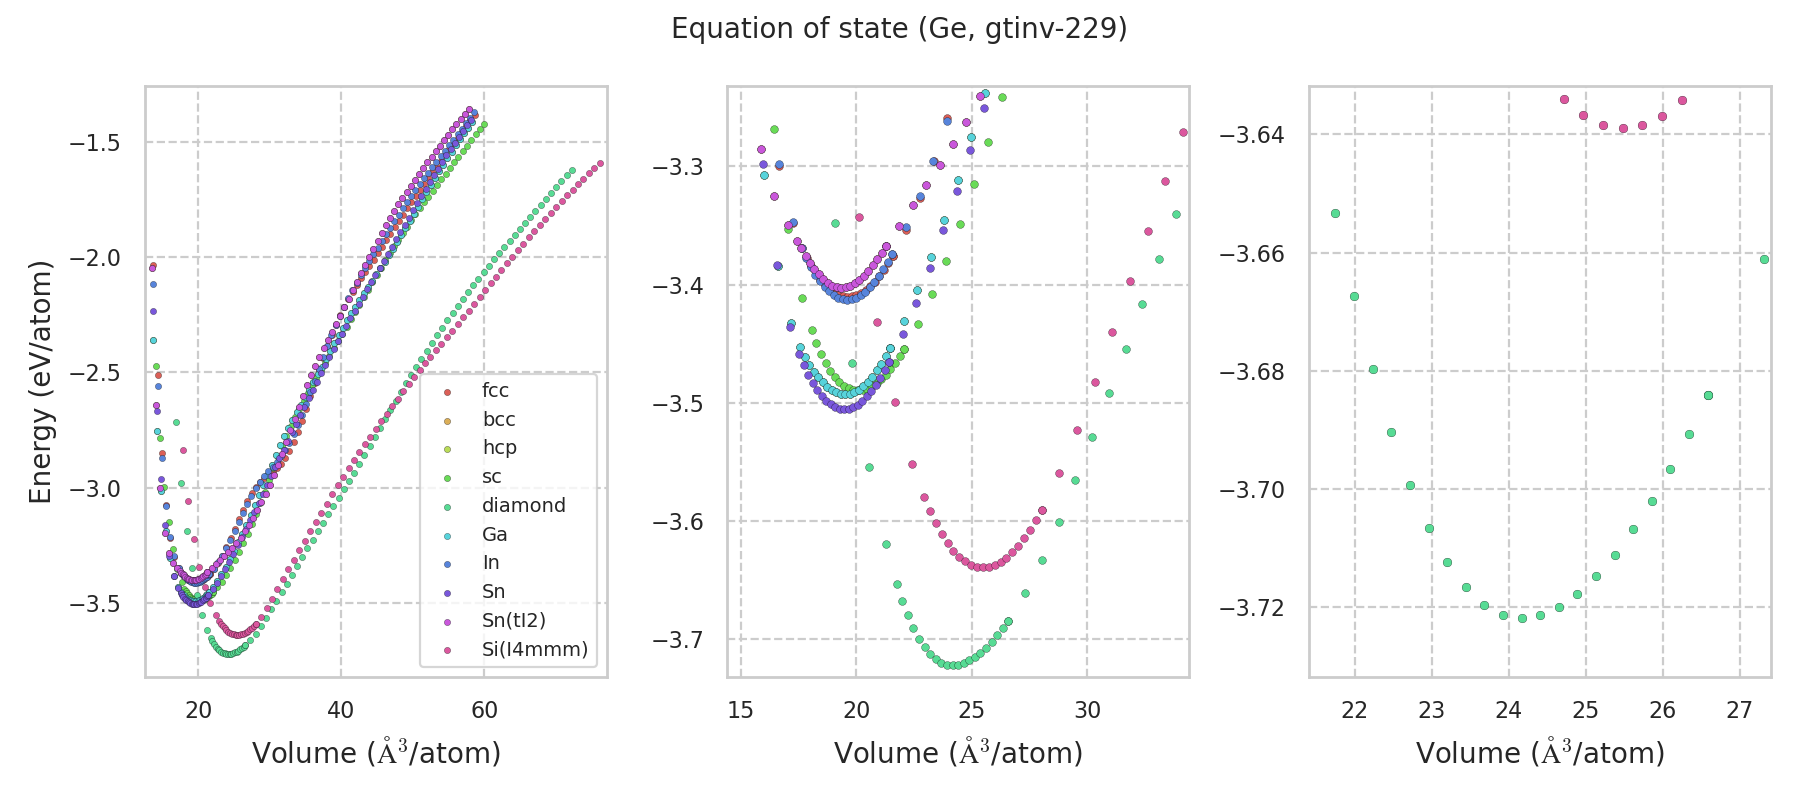 Equation of state (Ge, gtinv-229)
Energy (eV/atom)
−1.5
−2.0
−2.5
−3.0
−3.5
20
40
60
Volume (Å³/atom)
fcc
bcc
hcp
sc
diamond
Ga
In
Sn
Sn(tI2)
Si(I4mmm)
−3.3
−3.4
−3.5
−3.6
−3.7
15
20
25
30
Volume (Å³/atom)
−3.64
−3.66
−3.68
−3.70
−3.72
22
23
24
25
26
27
Volume (Å³/atom)